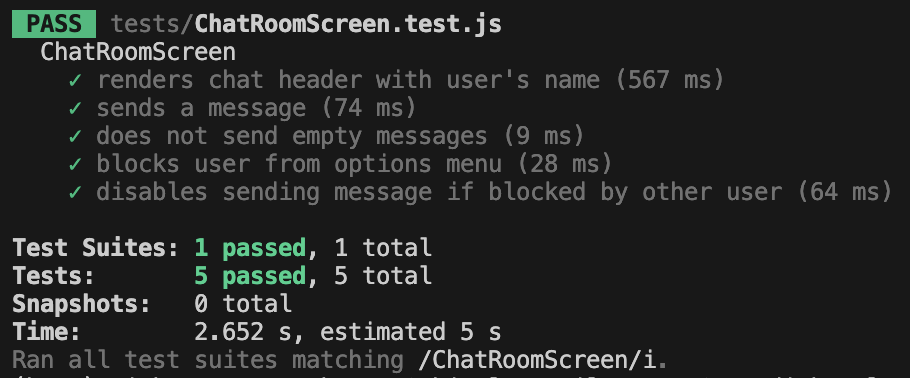 PASS tests/ChatRoomScreen.test.js
ChatRoomScreen
✓ renders chat header with user's name (567 ms)
✓ sends a message (74 ms)
✓ does not send empty messages (9 ms)
✓ blocks user from options menu (28 ms)
✓ disables sending message if blocked by other user (64 ms)
Test Suites: 1 passed, 1 total
Tests: 5 passed, 5 total
Snapshots: 0 total
Time: 2.652 s, estimated 5 s
Ran all test suites matching /ChatRoomScreen/i.